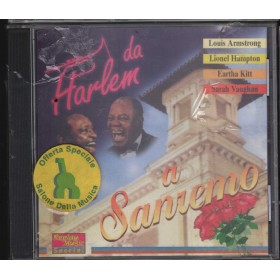 da
Harlem
Louis Armstrong
Lionel Hampton
Eartha Kitt
Sarah Vaughan
Offerta Speciale
Salone Della Musica
a
Sanremo